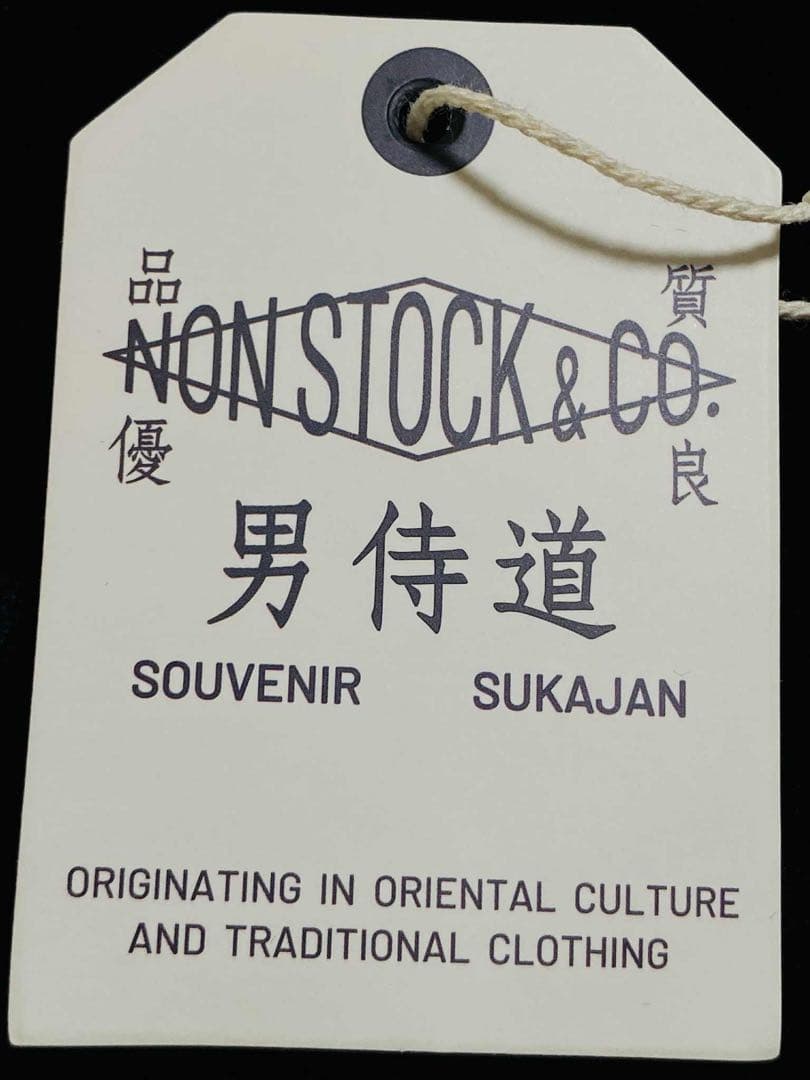 品 質
NON STOCK & CO.
優 良
男侍道
SOUVENIR SUKAJAN
ORIGINATING IN ORIENTAL CULTURE
AND TRADITIONAL CLOTHING